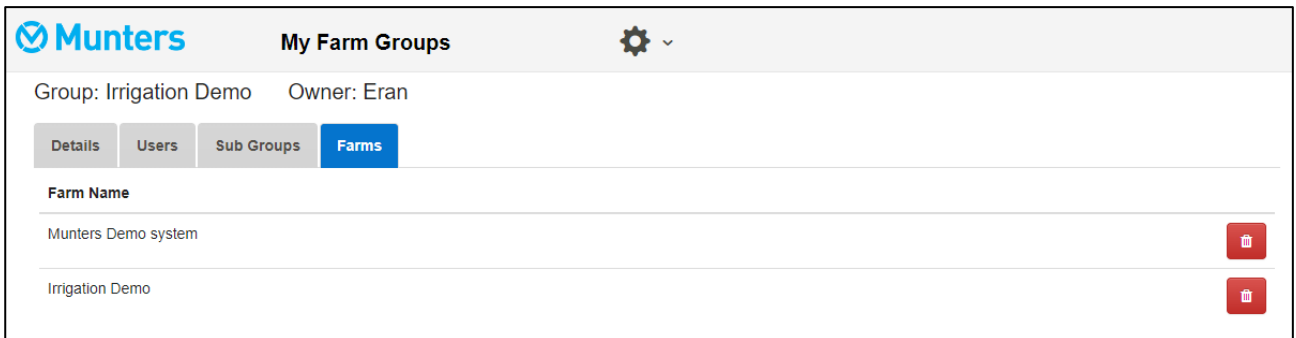 Munters My Farm Groups
Group: Irrigation Demo Owner: Eran
Details Users Sub Groups Farms
Farm Name
Munters Demo system
Irrigation Demo